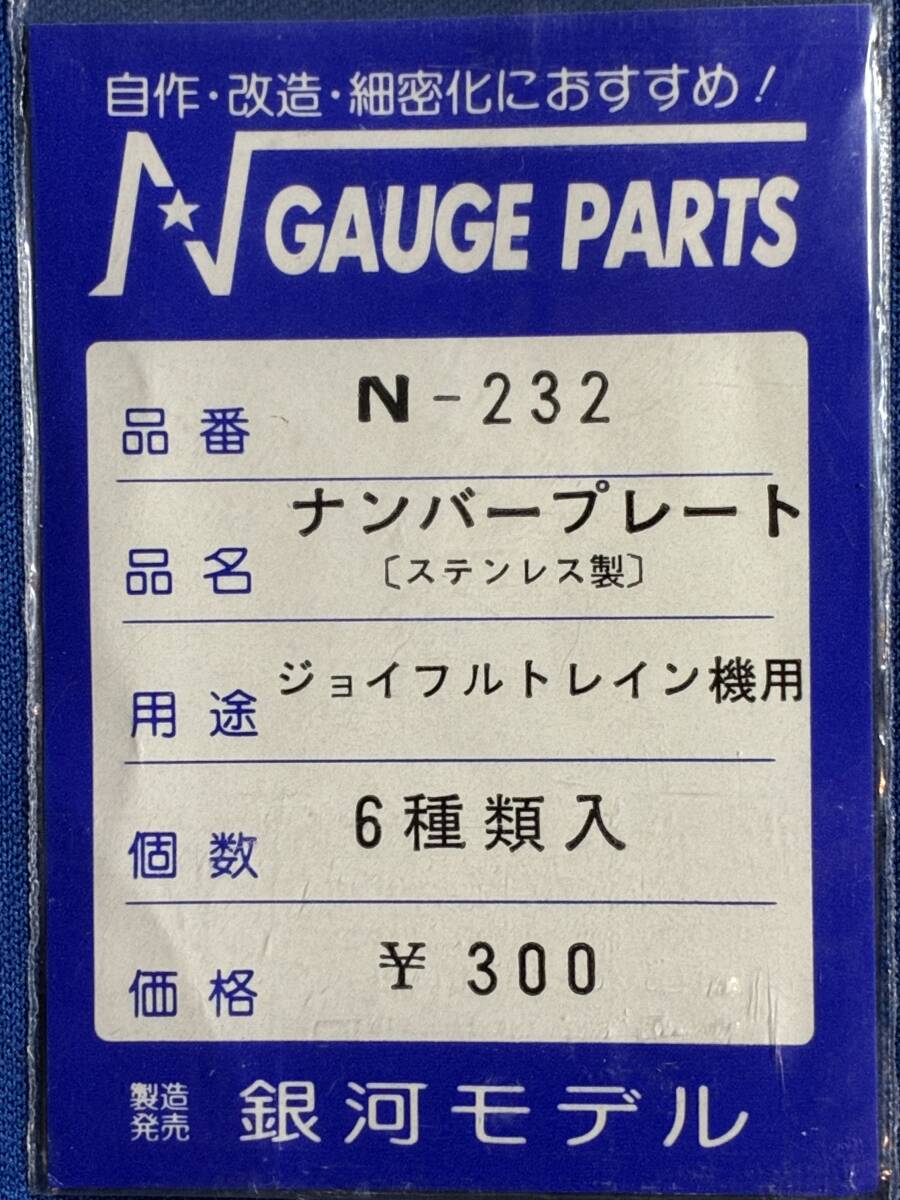 自作・改造・細密化におすすめ！
N GAUGE PARTS
品番 N-232
品名 ナンバープレート
〔ステンレス製〕
用途 ジョイフルトレイン機用
個数 6種類入
価格 ¥300
製造
発売 銀河モデル